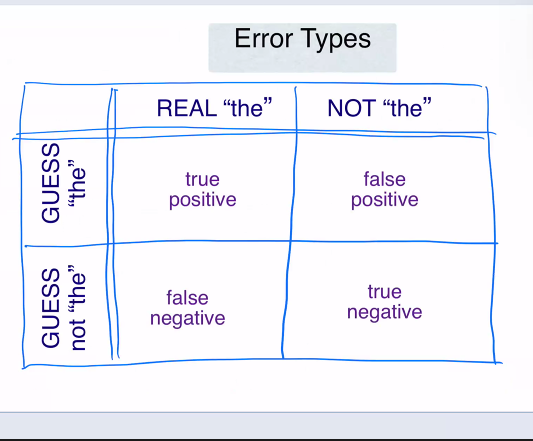 Error Types
REAL “the”
NOT “the”
GUESS
“the”
true
positive
false
positive
GUESS
not “the”
false
negative
true
negative